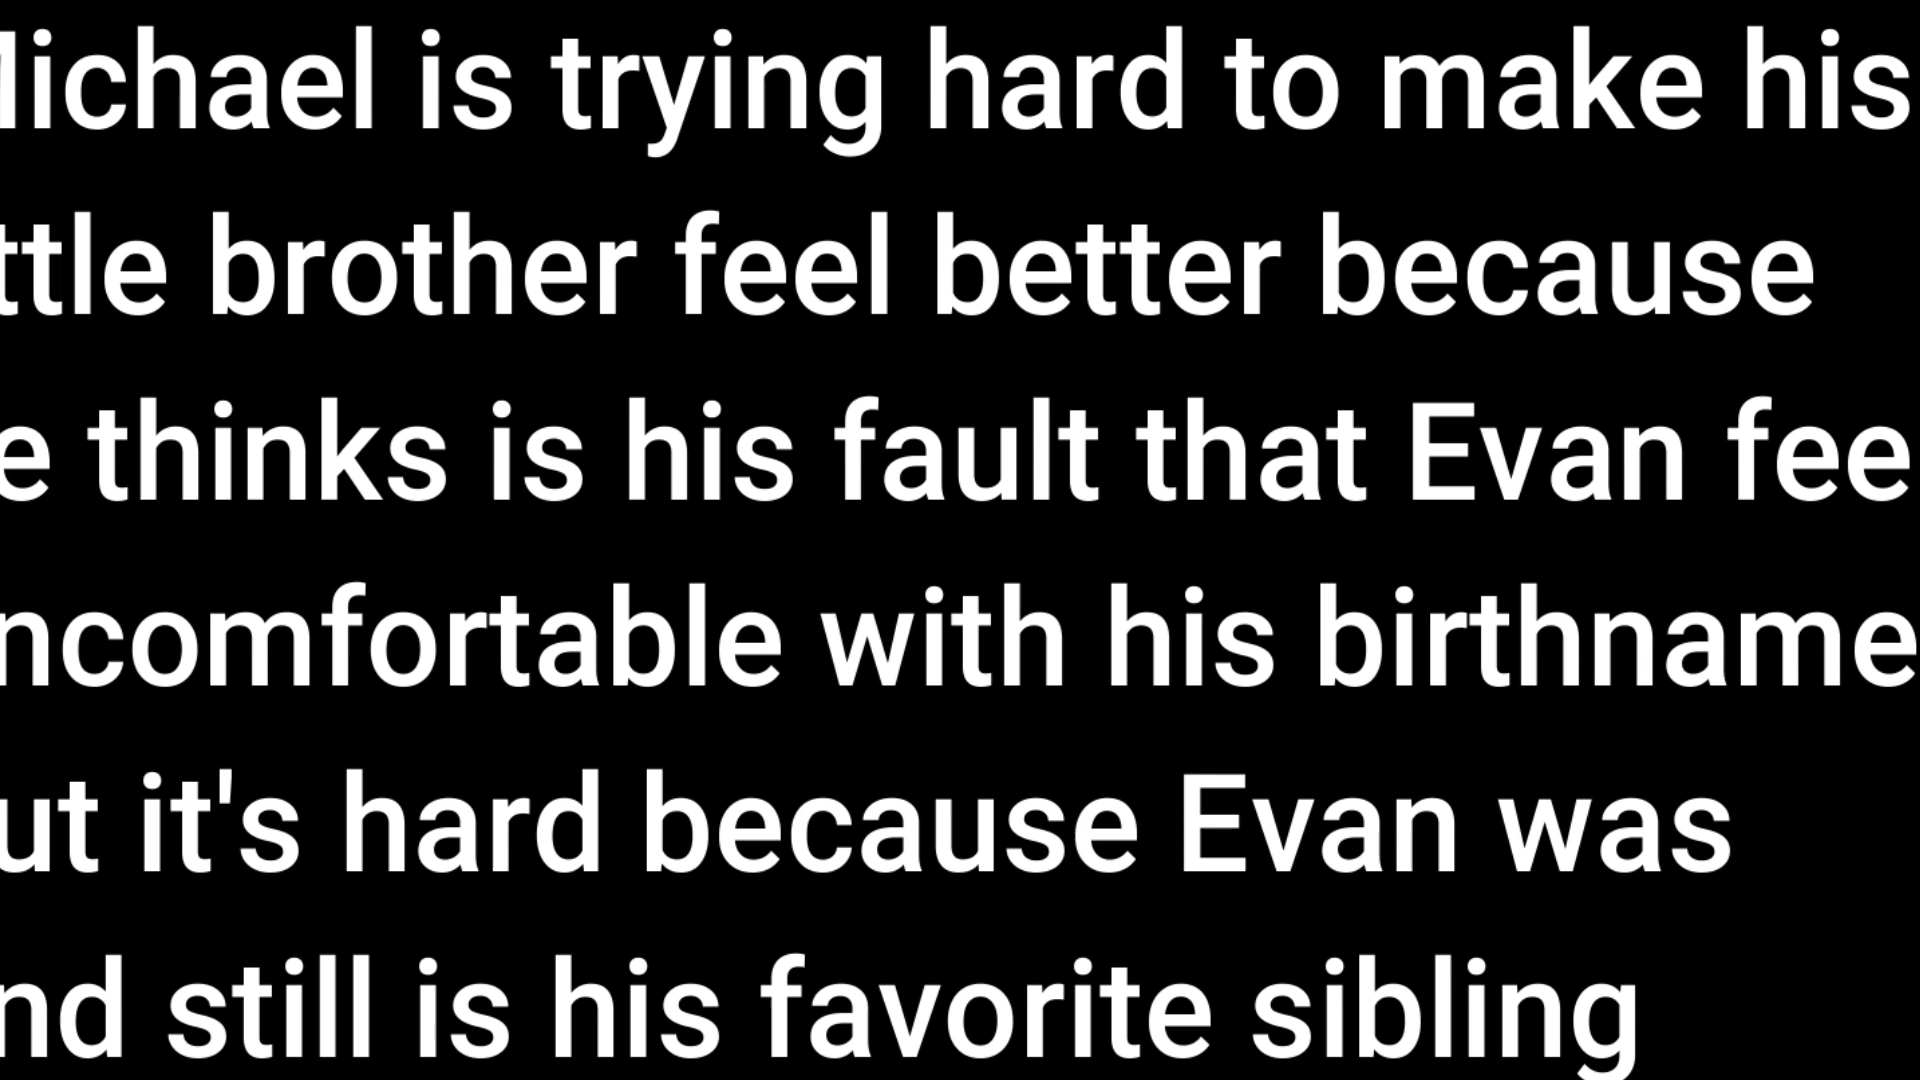 Michael is trying hard to make his
ttle brother feel better because
e thinks is his fault that Evan fee
ncomfortable with his birthname
ut it's hard because Evan was
nd still is his favorite sibling